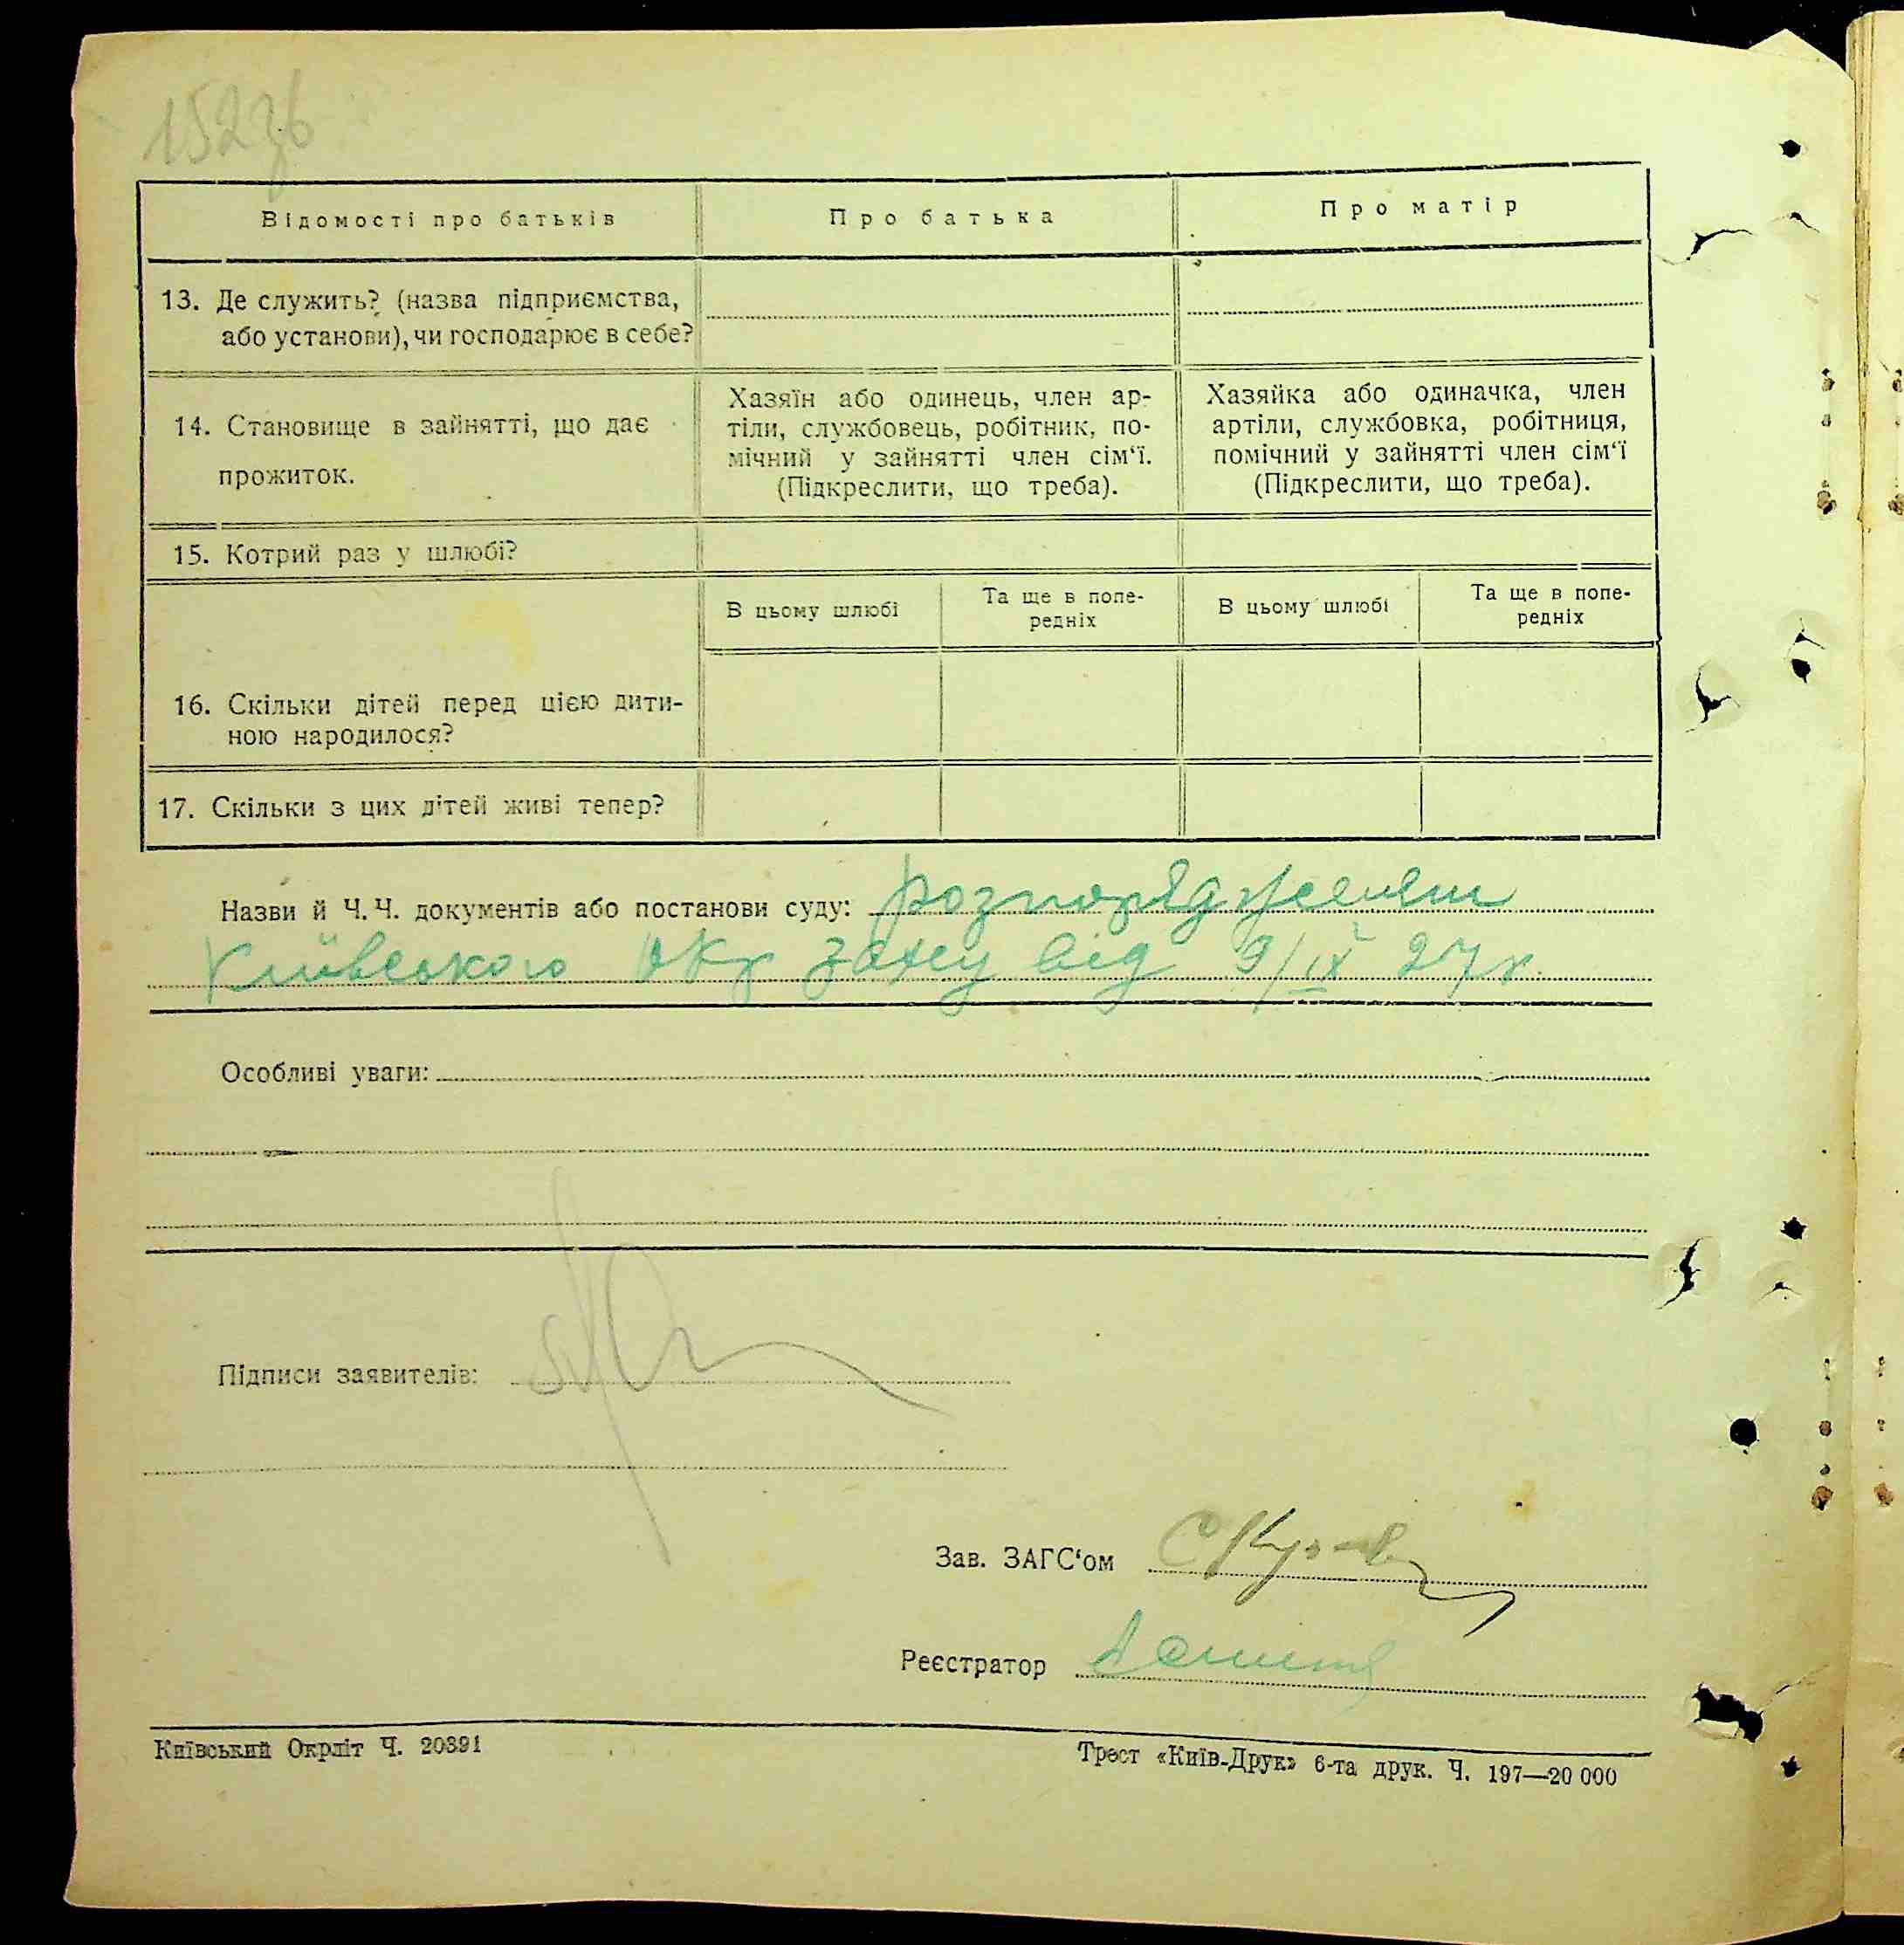 Відомості про батьків
Про батька
Про матір
13. Де служить? (назва підприємства,
або установи), чи господарює в себе?
14. Становище в зайнятті, що дає
прожиток.
Хазяїн або одинець, член ар-
тіли, службовець, робітник, по-
мічний у зайнятті член сім‘ї.
(Підкреслити, що треба).
Хазяйка або одиначка, член
артіли, службовка, робітниця,
помічний у зайнятті член сім‘ї
(Підкреслити, що треба).
15. Котрий раз у шлюбі?
В цьому шлюбі
Та ще в попе-
редніх
В цьому шлюбі
Та ще в попе-
редніх
16. Скільки дітей перед цією дити-
ною народилося?
17. Скільки з цих дітей живі тепер?
Назви й Ч. Ч. документів або постанови суду: розпорядження
Київського Окр загсу від 9/IX 27 р.
Особливі уваги:
Підписи заявителів:
Зав. ЗАГС‘ом
Реєстратор
Київський Окрліт Ч. 20391
Трест «Київ-Друк» 6-та друк. Ч. 197—20 000